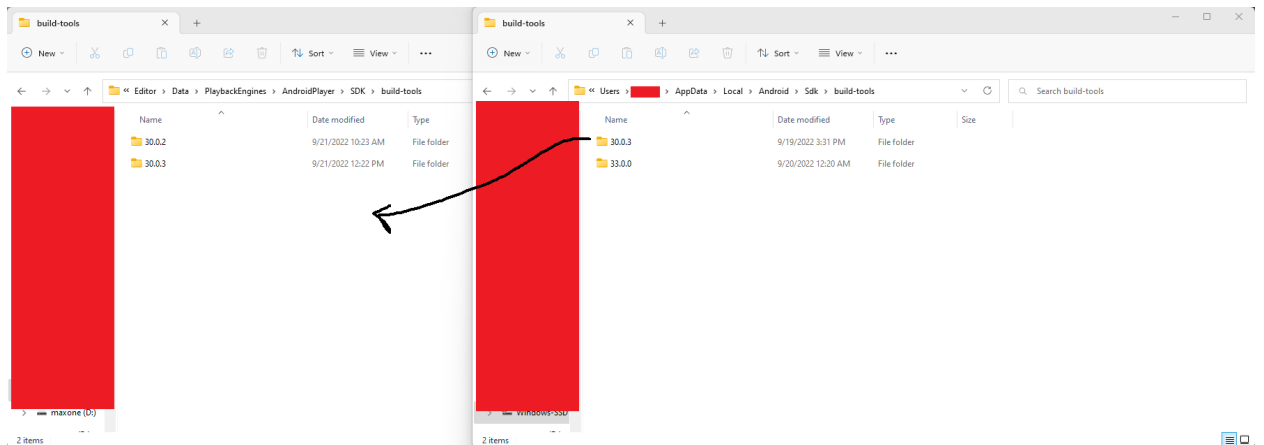 build-tools
New
Sort
View
« Editor > Data > PlaybackEngines > AndroidPlayer > SDK > build-tools
Name
Date modified
Type
30.0.2
9/21/2022 10:23 AM
File folder
30.0.3
9/21/2022 12:22 PM
File folder
maxone (D:)
2 items
build-tools
New
Sort
View
« Users > > AppData > Local > Android > Sdk > build-tools
Search build-tools
Name
Date modified
Type
Size
30.0.3
9/19/2022 3:31 PM
File folder
33.0.0
9/20/2022 12:20 AM
File folder
Windows-SSD
2 items